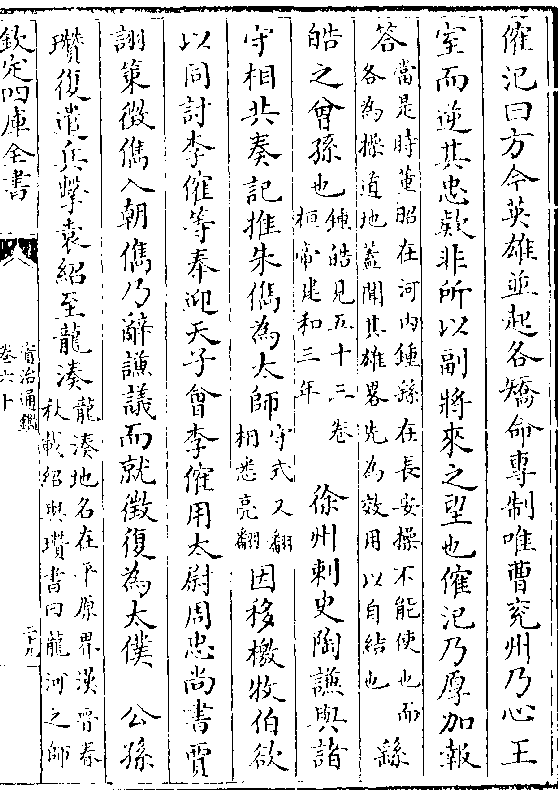 傕汜曰方今英雄並起各矯命專制唯曹兖州乃心王
室而逆其忠欵非所以副將來之望也傕汜乃厚加報
答
當是時董昭在河内鍾繇在長安操不能使也而
各為操道地蓋聞其雄畧先為效用以自結也
繇
皓之曾孫也
鍾皓見五十三卷
桓帝建和三年
徐州刺史陶謙與諸
守相共奏記推朱儁為太師
守式又翻
相悉亮翻
因移檄牧伯欲
以同討李傕等奉迎天子會李傕用太尉周忠尚書賈
詡策徵儁入朝儁乃辭謙議而就徵復為太僕　公孫
瓚復遣兵擊袁紹至龍湊
龍湊地名在平原界漢晋春
秋載紹與瓚書曰龍河之師
欽定四庫全書
資治通鑑
卷六十